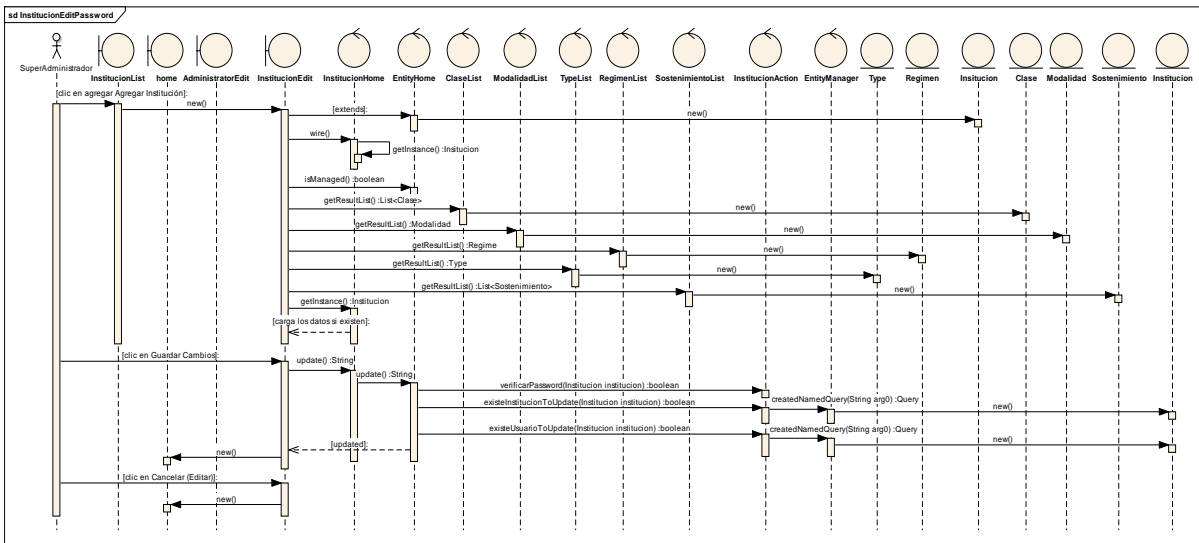 sd InstitucionEditPassword
SuperAdministrador
InstitucionList
home
AdministratorEdit
InstitucionEdit
InstitucionHome
EntityHome
ClaseList
ModalidadList
TypeList
RegimenList
SostenimientoList
InstitucionAction
EntityManager
Type
Regimen
Insitucion
Clase
Modalidad
Sostenimiento
Institucion
[clic en agregar Agregar Institución]:
new()
[extends]:
new()
wire()
getInstance() :Insitucion
isManaged() :boolean
getResultList() :List<Clase>
new()
getResultList() :Modalidad
new()
getResultList() :Regime
new()
getResultList() :Type
new()
getResultList() :List<Sostenimiento>
new()
getInstance() :Institucion
[carga los datos si existen]:
[clic en Guardar Cambios]:
update() :String
update() :String
verificarPassword(Institucion institucion) :boolean
existeInstitucionToUpdate(Institucion institucion) :boolean
createdNamedQuery(String arg0) :Query
new()
existeUsuarioToUpdate(Institucion institucion) :boolean
createdNamedQuery(String arg0) :Query
new()
[updated]:
new()
[clic en Cancelar (Editar)]:
new()